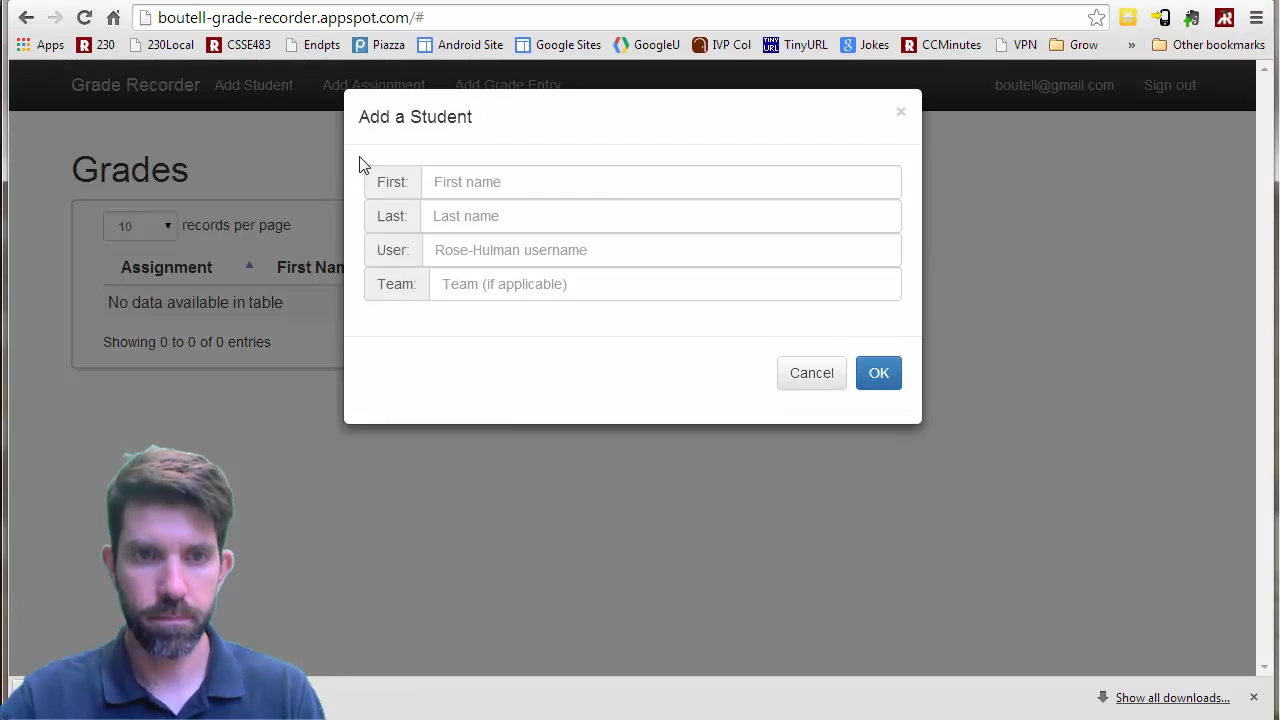 boutell-grade-recorder.appspot.com/#
Apps 230 230Local CSSE483 Endpts Piazza Android Site Google Sites GoogleU IV Col TinyURL Jokes CCMinutes VPN Grow » Other bookmarks
Grade Recorder Add Student Add Assignment Add Grade Entry boutell@gmail.com Sign out
Add a Student ×
Grades
First: First name
Last: Last name
10 records per page
User: Rose-Hulman username
Assignment First Nam
Team: Team (if applicable)
No data available in table
Showing 0 to 0 of 0 entries
Cancel OK
Show all downloads... ×